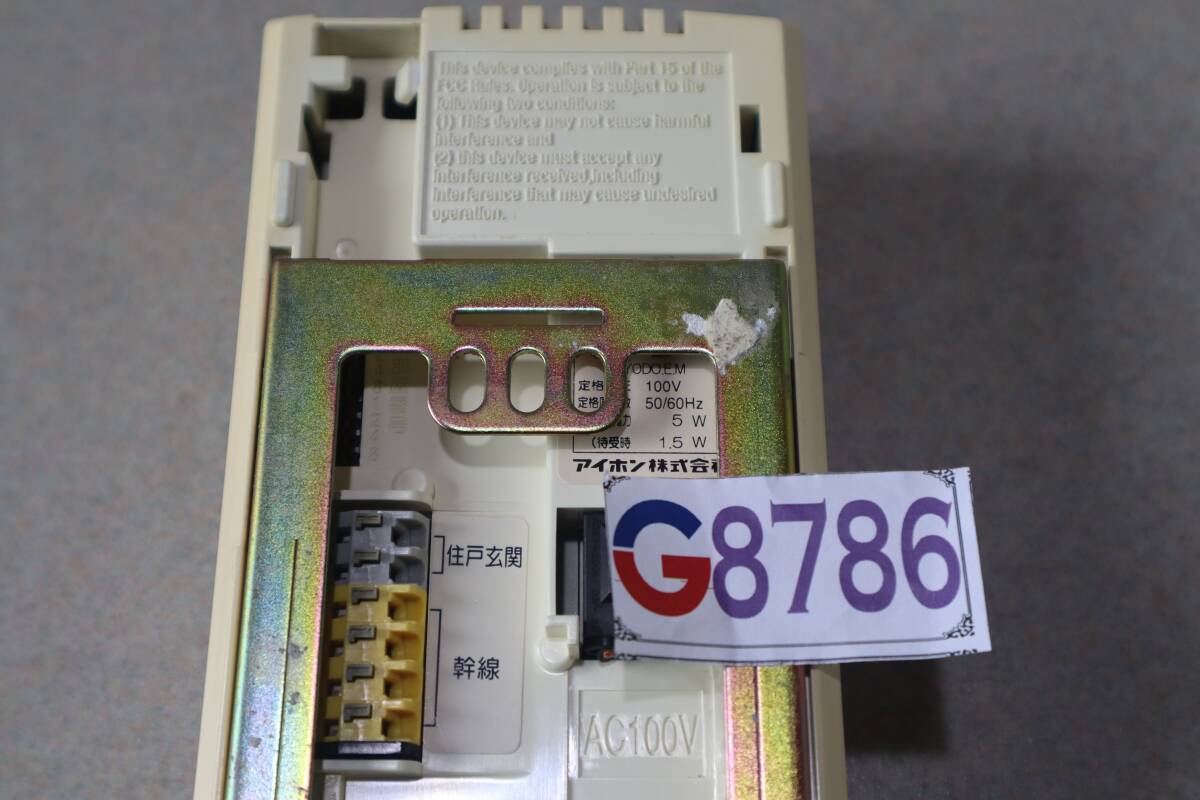 This device complies with Part 15 of the
FCC Rules. Operation is subject to the
following two conditions:
(1) This device may not cause harmful
interference and
(2) this device must accept any
interference received,including
interference that may cause undesired
operation.
ODO.E.M
定格 100V
定格 数 50/60Hz
力 5 W
(待受時 1.5 W
アイホン株式会
G8786
住戸玄関
幹線
AC100V